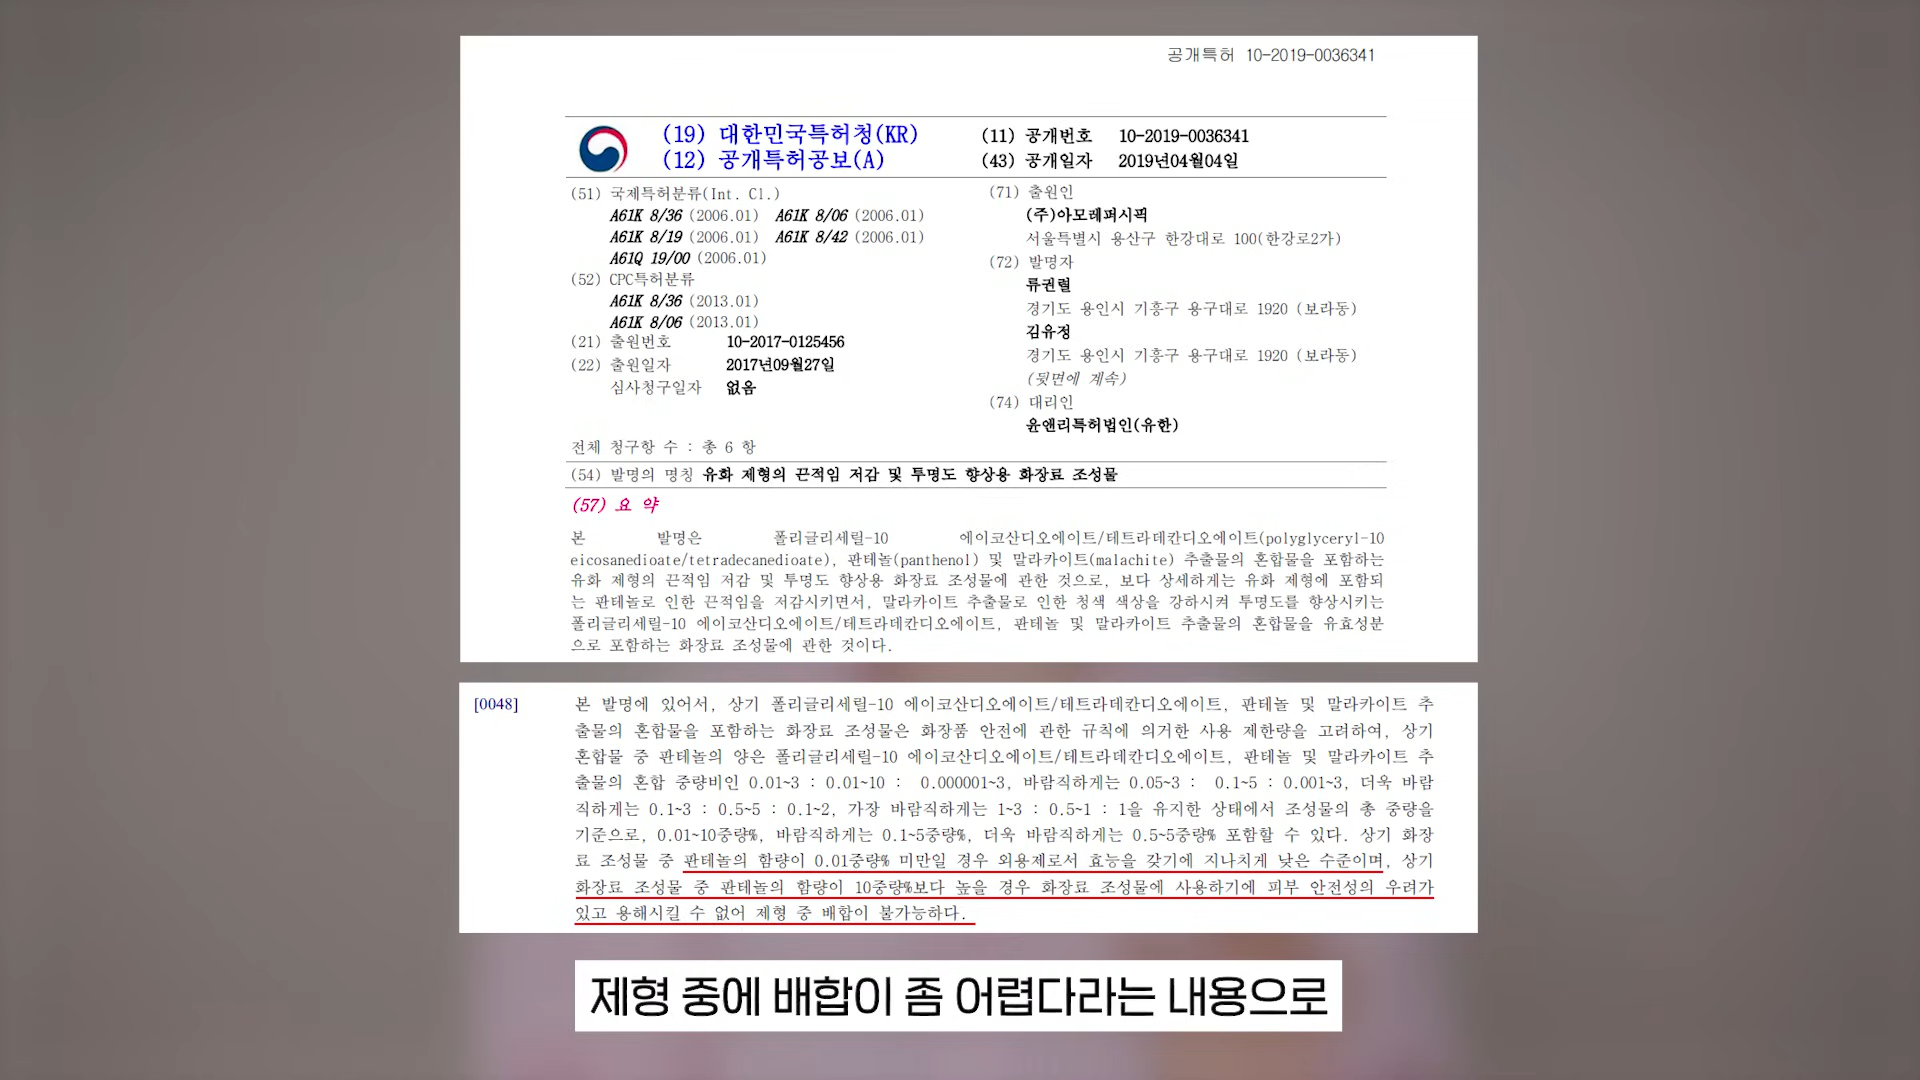 공개특허 10-2019-0036341
(19) 대한민국특허청(KR)
(12) 공개특허공보(A)
(11) 공개번호 10-2019-0036341
(43) 공개일자 2019년04월04일
(51) 국제특허분류(Int. Cl.)
A61K 8/36 (2006.01) A61K 8/06 (2006.01)
A61K 8/19 (2006.01) A61K 8/42 (2006.01)
A61Q 19/00 (2006.01)
(52) CPC특허분류
A61K 8/36 (2013.01)
A61K 8/06 (2013.01)
(21) 출원번호 10-2017-0125456
(22) 출원일자 2017년09월27일
심사청구일자 없음
전체 청구항 수 : 총 6 항
(71) 출원인
(주)아모레퍼시픽
서울특별시 용산구 한강대로 100(한강로2가)
(72) 발명자
류권렬
경기도 용인시 기흥구 용구대로 1920 (보라동)
김유정
경기도 용인시 기흥구 용구대로 1920 (보라동)
(뒷면에 계속)
(74) 대리인
윤앤리특허법인(유한)
(54) 발명의 명칭 유화 제형의 끈적임 저감 및 투명도 향상용 화장료 조성물
(57) 요 약
본 발명은 폴리글리세릴-10 에이코산디오에이트/테트라데칸디오에이트(polyglyceryl-10
eicosanedioate/tetradecanedioate), 판테놀(panthenol) 및 말라카이트(malachite) 추출물의 혼합물을 포함하는
유화 제형의 끈적임 저감 및 투명도 향상용 화장료 조성물에 관한 것으로, 보다 상세하게는 유화 제형에 포함되
는 판테놀로 인한 끈적임을 저감시키면서, 말라카이트 추출물로 인한 청색 색상을 강하시켜 투명도를 향상시키는
폴리글리세릴-10 에이코산디오에이트/테트라데칸디오에이트, 판테놀 및 말라카이트 추출물의 혼합물을 유효성분
으로 포함하는 화장료 조성물에 관한 것이다.
[0048] 본 발명에 있어서, 상기 폴리글리세릴-10 에이코산디오에이트/테트라데칸디오에이트, 판테놀 및 말라카이트 추
출물의 혼합물을 포함하는 화장료 조성물은 화장품 안전에 관한 규칙에 의거한 사용 제한량을 고려하여, 상기
혼합물 중 판테놀의 양은 폴리글리세릴-10 에이코산디오에이트/테트라데칸디오에이트, 판테놀 및 말라카이트 추
출물의 혼합 중량비인 0.01~3 : 0.01~10 : 0.000001~3, 바람직하게는 0.05~3 : 0.1~5 : 0.001~3, 더욱 바람
직하게는 0.1~3 : 0.5~5 : 0.1~2, 가장 바람직하게는 1~3 : 0.5~1 : 1을 유지한 상태에서 조성물의 총 중량을
기준으로, 0.01~10중량%, 바람직하게는 0.1~5중량%, 더욱 바람직하게는 0.5~5중량% 포함할 수 있다. 상기 화장
료 조성물 중 판테놀의 함량이 0.01중량% 미만일 경우 외용제로서 효능을 갖기에 지나치게 낮은 수준이며, 상기
화장료 조성물 중 판테놀의 함량이 10중량%보다 높을 경우 화장료 조성물에 사용하기에 피부 안전성의 우려가
있고 용해시킬 수 없어 제형 중 배합이 불가능하다.
제형 중에 배합이 좀 어렵다라는 내용으로